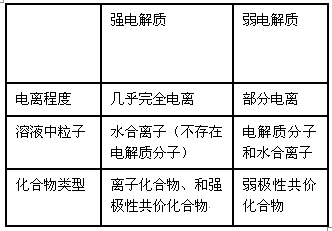 强电解质 弱电解质
电离程度 几乎完全电离 部分电离
溶液中粒子 水合离子（不存在 电解质分子
电解质分子） 和水合离子
化合物类型 离子化合物、和强 弱极性共价
极性共价化合物 化合物